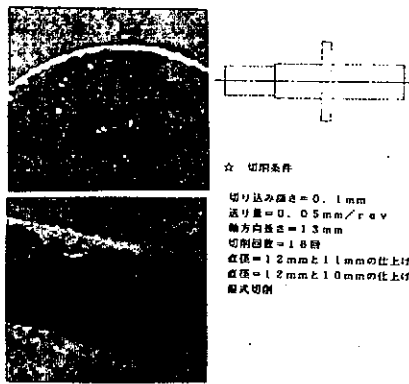 ☆ 切削条件
切り込み深さ=0.1mm
送り量=0.05mm/rev
軸方向長さ=13mm
切削回数=18回
直径=12mmと11mmの仕上げ
直径=12mmと10mmの仕上げ
湿式切削